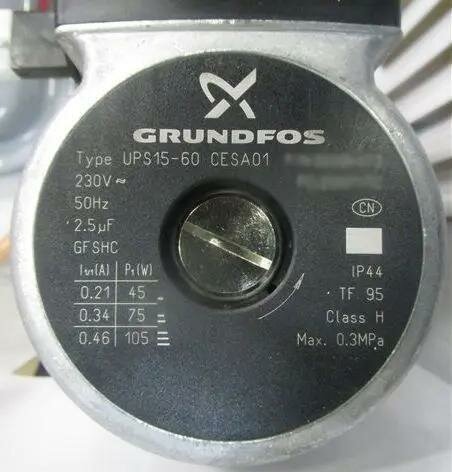 GRUNDFOS
Type UPS15-60 CESA01
230V ≂
50Hz
2.5µF
GFSHC
I₁/₁(A) P₁(W)
0.21 45
0.34 75
0.46 105
CN
IP44
TF 95
Class H
Max. 0.3MPa